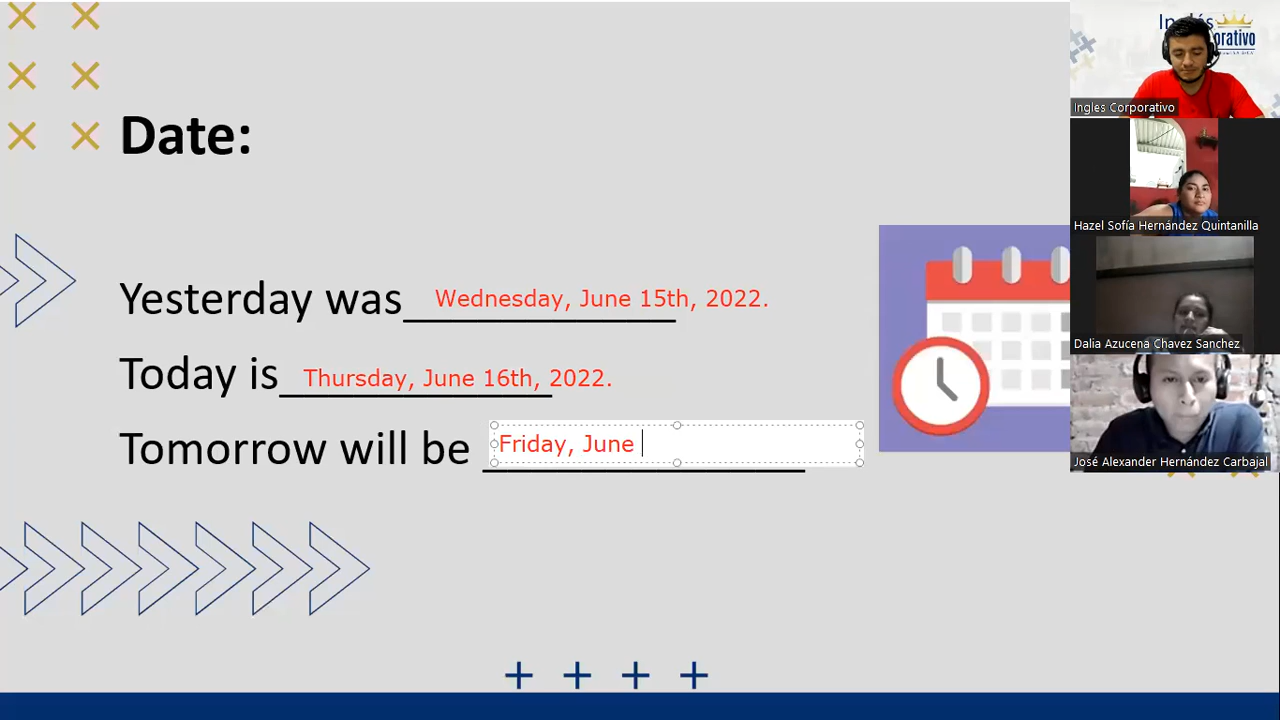 Date:
Yesterday was Wednesday, June 15th, 2022.
Today is Thursday, June 16th, 2022.
Tomorrow will be Friday, June
Ingles Corporativo
Hazel Sofía Hernández Quintanilla
Dalia Azucena Chavez Sanchez
José Alexander Hernández Carbajal